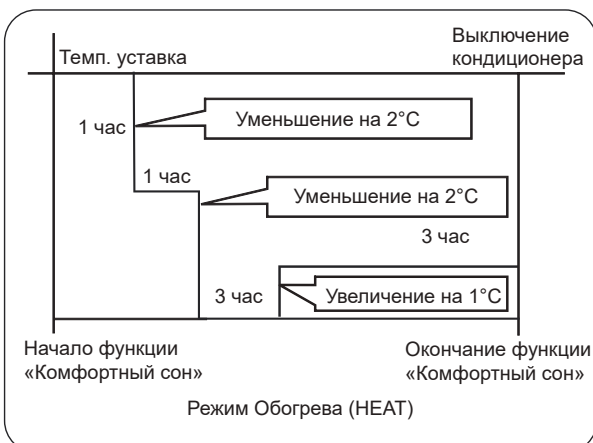 Темп. уставка
Выключение
кондиционера
1 час
Уменьшение на 2°C
1 час
Уменьшение на 2°C
3 час
3 час
Увеличение на 1°C
Начало функции
«Комфортный сон»
Окончание функции
«Комфортный сон»
Режим Обогрева (HEAT)